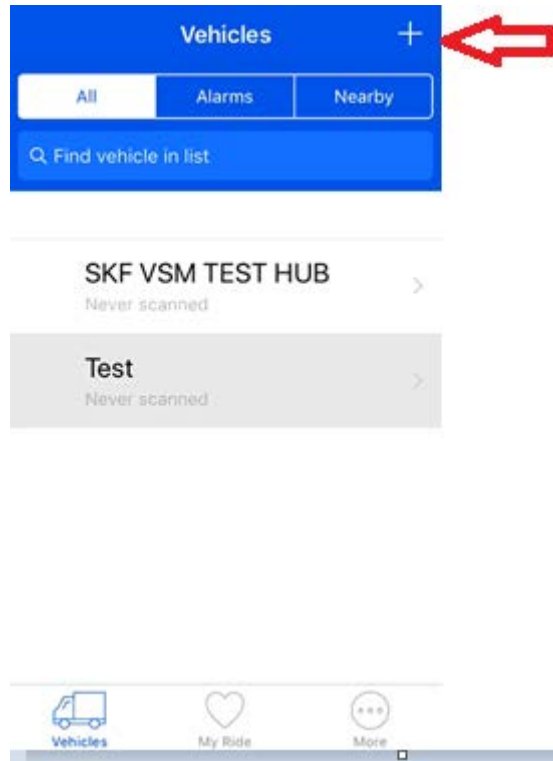 Vehicles +
All Alarms Nearby
Find vehicle in list
SKF VSM TEST HUB
Never scanned
Test
Never scanned
Vehicles My Ride More